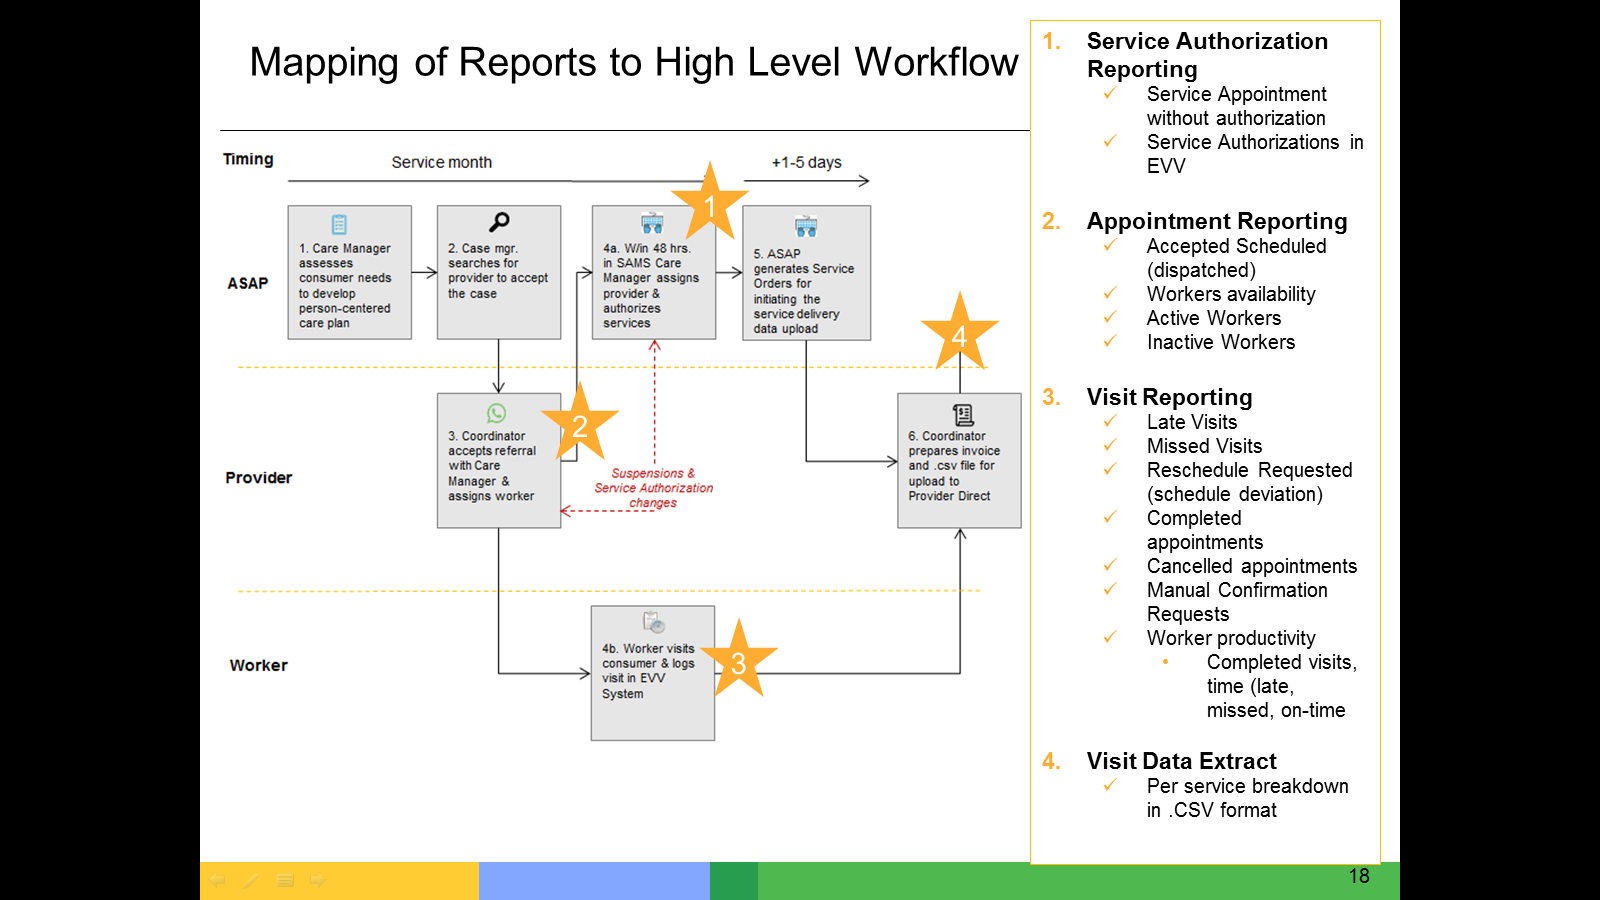 Mapping of Reports to High Level Workflow
Timing
Service month
+1-5 days
ASAP
1. Care Manager
assesses
consumer needs
to develop
person-centered
care plan
2. Case mgr.
searches for
provider to accept
the case
4a. W/in 48 hrs.
in SAMS Care
Manager assigns
provider &
authorizes
services
1
5. ASAP
generates Service
Orders for
initiating the
service delivery
data upload
4
Provider
3. Coordinator
accepts referral
with Care
Manager &
assigns worker
2
Suspensions &
Service Authorization
changes
6. Coordinator
prepares invoice
and .csv file for
upload to
Provider Direct
Worker
4b. Worker visits
consumer & logs
visit in EVV
System
3
1. Service Authorization
Reporting
Service Appointment
without authorization
Service Authorizations in
EVV
2. Appointment Reporting
Accepted Scheduled
(dispatched)
Workers availability
Active Workers
Inactive Workers
3. Visit Reporting
Late Visits
Missed Visits
Reschedule Requested
(schedule deviation)
Completed
appointments
Cancelled appointments
Manual Confirmation
Requests
Worker productivity
Completed visits,
time (late,
missed, on-time
4. Visit Data Extract
Per service breakdown
in .CSV format
18